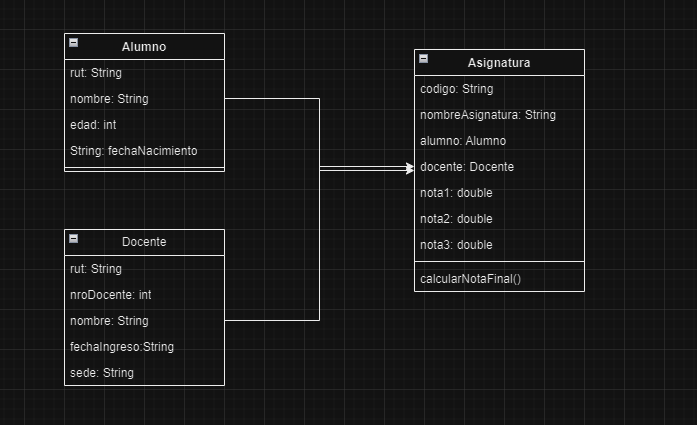 Alumno
rut: String
nombre: String
edad: int
String: fechaNacimiento
Asignatura
codigo: String
nombreAsignatura: String
alumno: Alumno
docente: Docente
nota1: double
nota2: double
nota3: double
calcularNotaFinal()
Docente
rut: String
nroDocente: int
nombre: String
fechaIngreso:String
sede: String